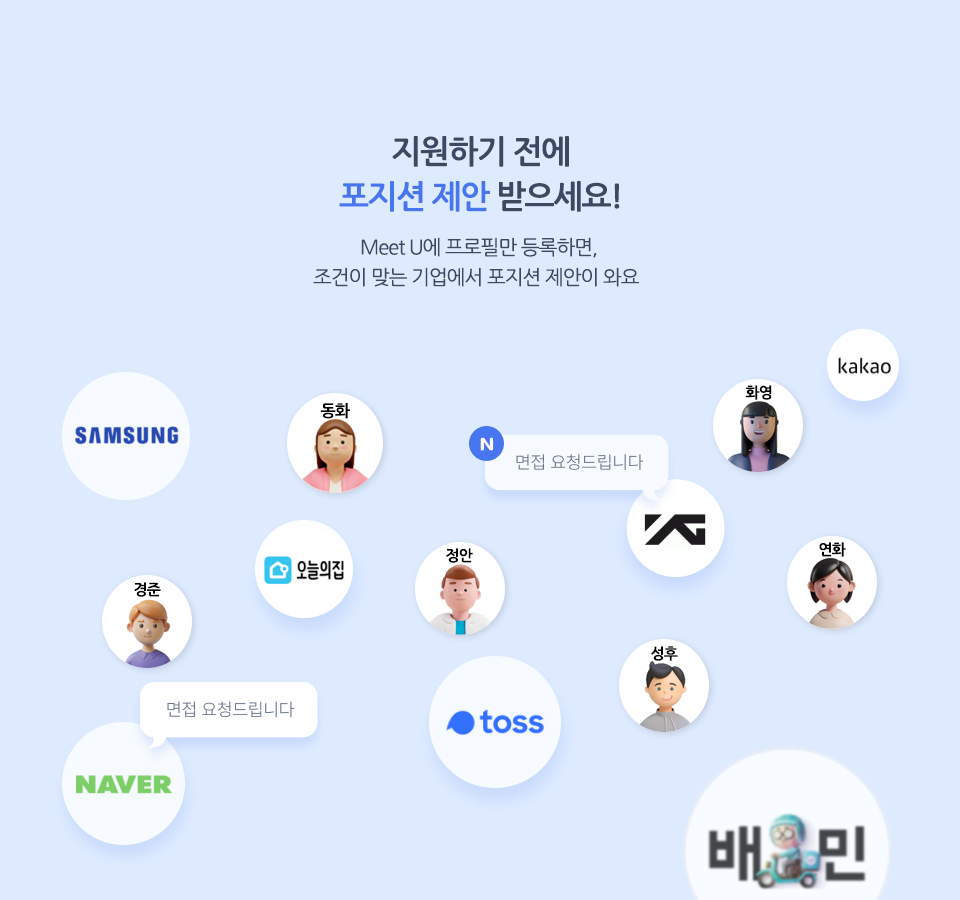 지원하기 전에
포지션 제안 받으세요!
Meet U에 프로필만 등록하면,
조건이 맞는 기업에서 포지션 제안이 와요
kakao
화영
SAMSUNG
동화
N
면접 요청드립니다
YG
오늘의집
정안
연화
경준
성후
면접 요청드립니다
toss
NAVER
배민